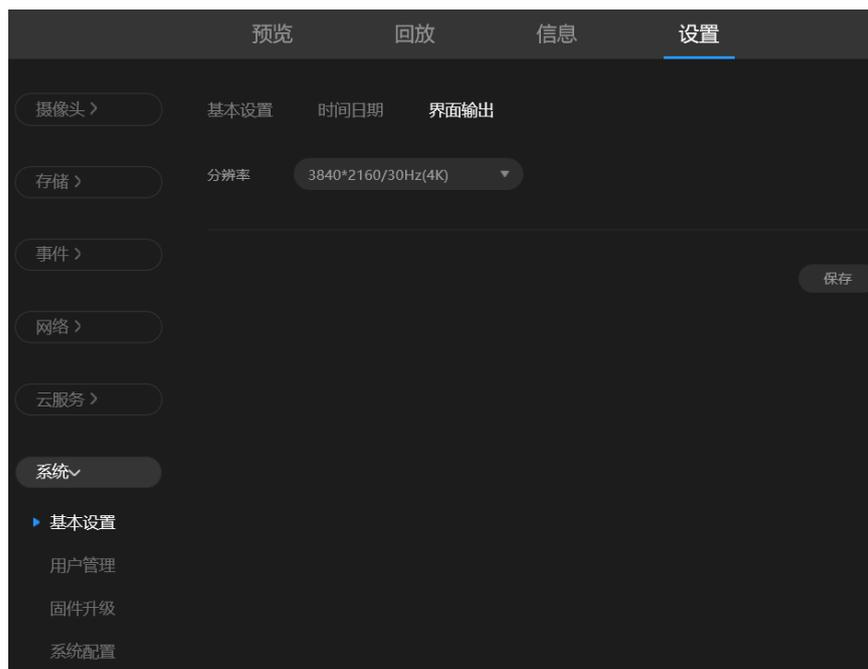 预览 回放 信息 设置
摄像头
基本设置 时间日期 界面输出
存储
分辨率 3840*2160/30Hz(4K)
事件
保存
网络
云服务
系统
基本设置
用户管理
固件升级
系统配置